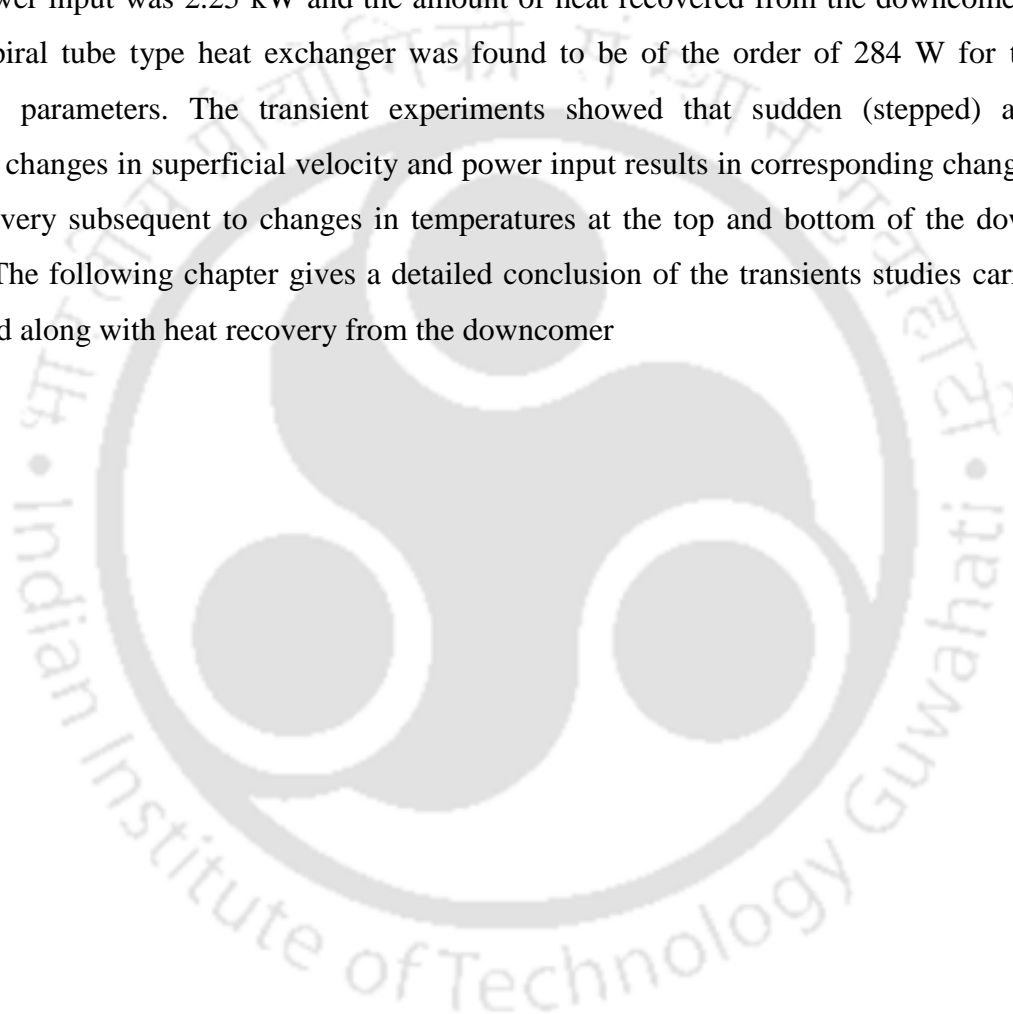 wer input was 2.25 kW and the amount of heat recovered from the downcome
piral tube type heat exchanger was found to be of the order of 284 W for t
parameters. The transient experiments showed that sudden (stepped) a
changes in superficial velocity and power input results in corresponding chang
very subsequent to changes in temperatures at the top and bottom of the dov
The following chapter gives a detailed conclusion of the transients studies carr
d along with heat recovery from the downcomer
Indian Institute of Technology Guwahati